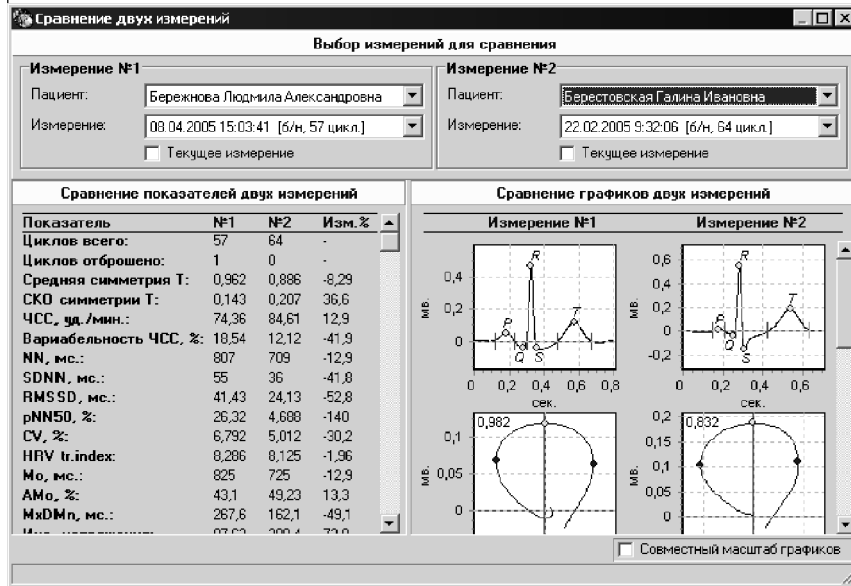 Сравнение двух измерений
Выбор измерений для сравнения
Измерение №1
Пациент: Бережнова Людмила Александровна
Измерение: 08.04.2005 15:03:41 [б/н, 57 цикл.]
Текущее измерение
Измерение №2
Пациент: Берестовская Галина Ивановна
Измерение: 22.02.2005 9:32:06 [б/н, 64 цикл.]
Текущее измерение
Сравнение показателей двух измерений
Показатель №1 №2 Изм.%
Циклов всего: 57 64 -
Циклов отброшено: 1 0 -
Средняя симметрия Т: 0,962 0,886 -8,29
СКО симметрии Т: 0,143 0,207 36,6
ЧСС, уд./мин.: 74,36 84,61 12,9
Вариабельность ЧСС, %: 18,54 12,12 -41,9
NN, мс.: 807 709 -12,9
SDNN, мс.: 55 36 -41,8
RMSSD, мс.: 41,43 24,13 -52,8
pNN50, %: 26,32 4,688 -140
CV, %: 6,792 5,012 -30,2
HRV tr.index: 8,286 8,125 -1,96
Mo, мс.: 825 725 -12,9
AMo, %: 43,1 49,23 13,3
MxDMn, мс.: 267,6 162,1 -49,1
Сравнение графиков двух измерений
Измерение №1
мв.
0,4
0,2
0
R
P
Q
S
T
0 0,2 0,4 0,6 0,8
сек.
Измерение №2
мв.
0,6
0,4
0,2
0
-0,2
R
P
Q
S
T
0 0,2 0,4 0,6
сек.
0,982
мв.
0,1
0,05
0
0,832
мв.
0,2
0,15
0,1
0,05
0
Совместный масштаб графиков